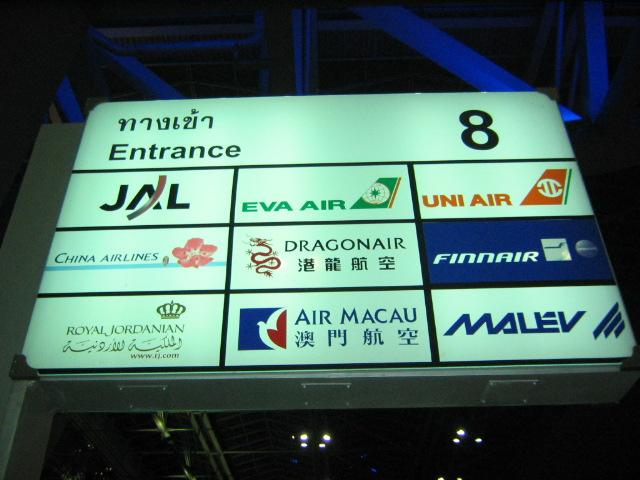 ทางเข้า
Entrance
8
JAL
EVA AIR
UNI AIR
CHINA AIRLINES
DRAGONAIR
港龍航空
FINNAIR
ROYAL JORDANIAN
الملكية الأردنية
www.rj.com
AIR MACAU
澳門航空
MALEV